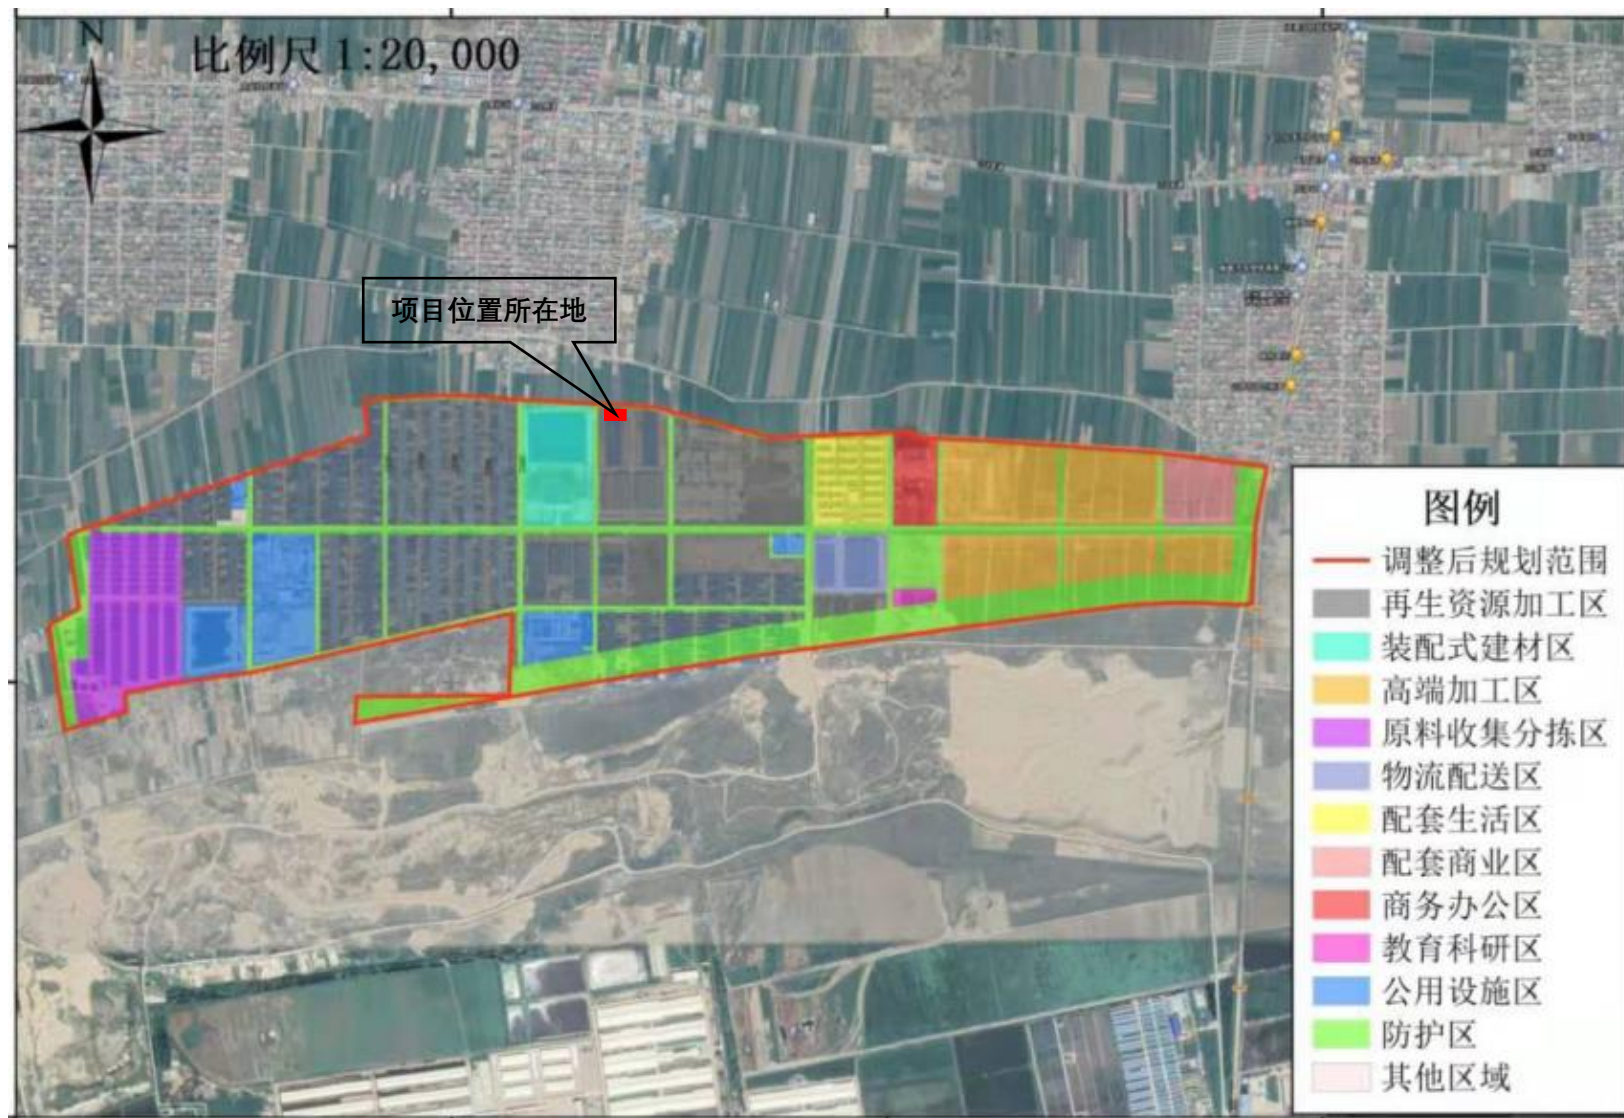 N
比例尺 1:20,000
项目位置所在地
图例
调整后规划范围
再生资源加工区
装配式建材区
高端加工区
原料收集分拣区
物流配送区
配套生活区
配套商业区
商务办公区
教育科研区
公用设施区
防护区
其他区域